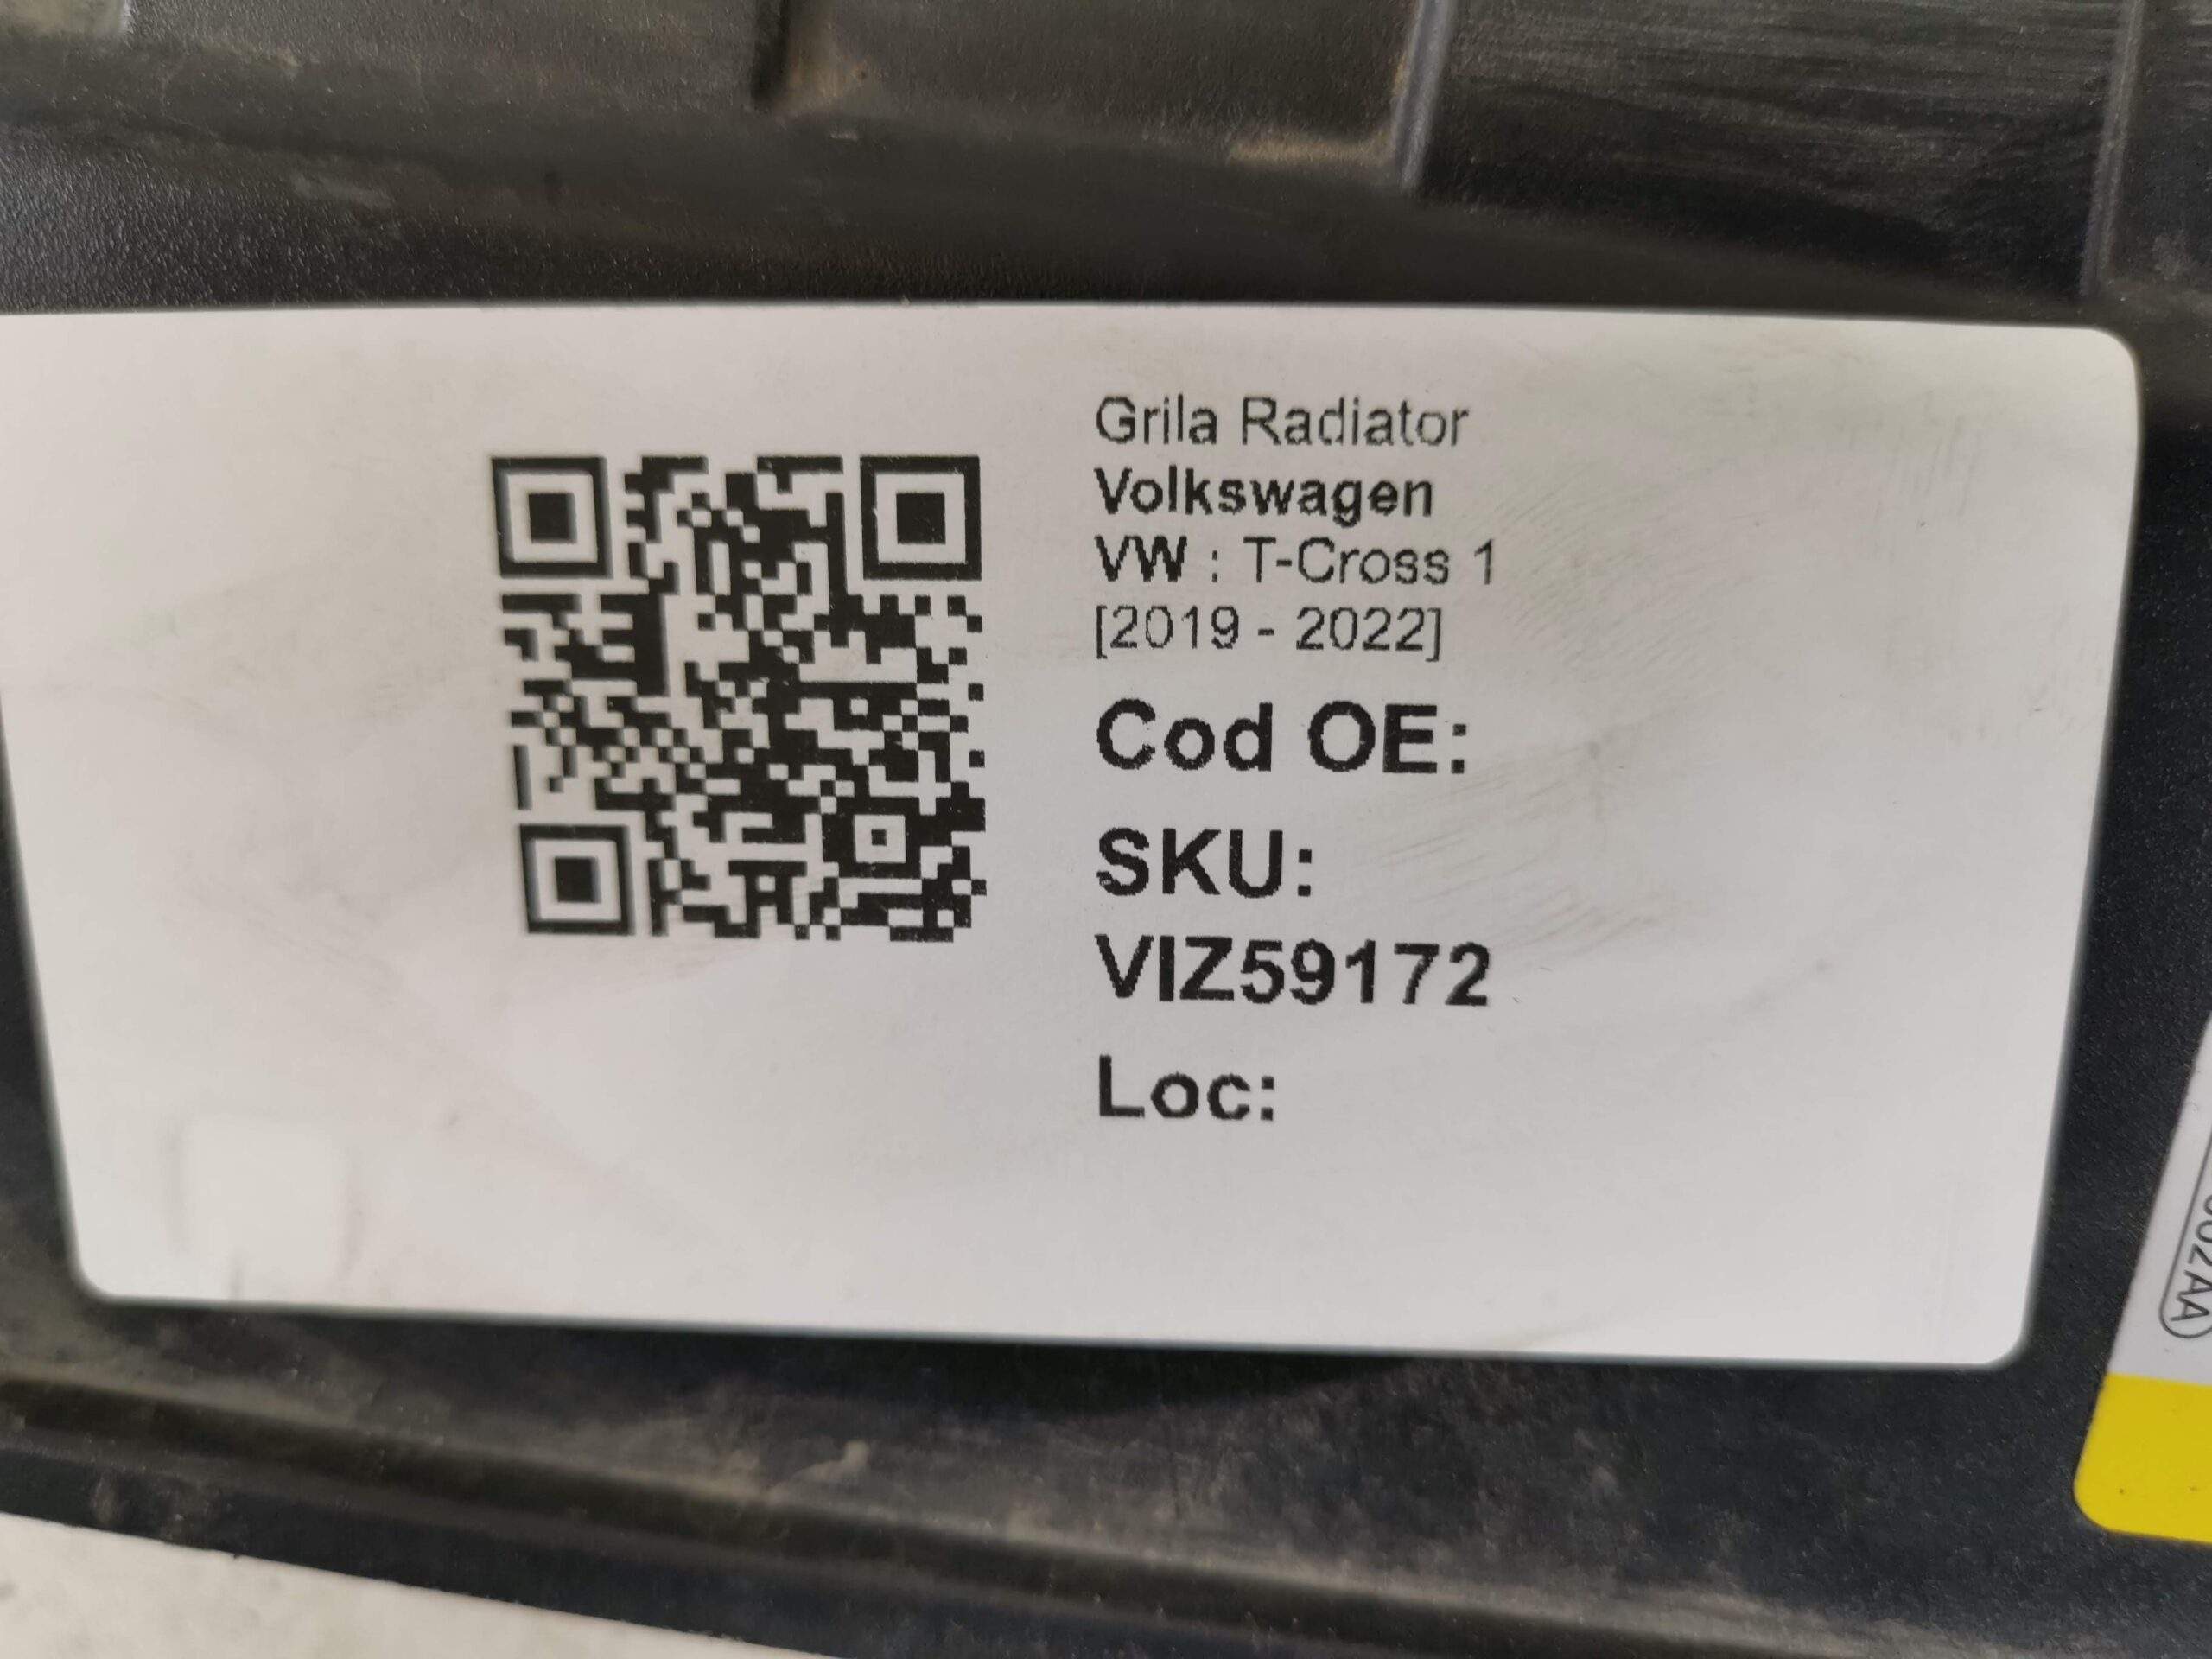 Grila Radiator
Volkswagen
VW : T-Cross 1
[2019 - 2022]
Cod OE:
SKU:
VIZ59172
Loc: